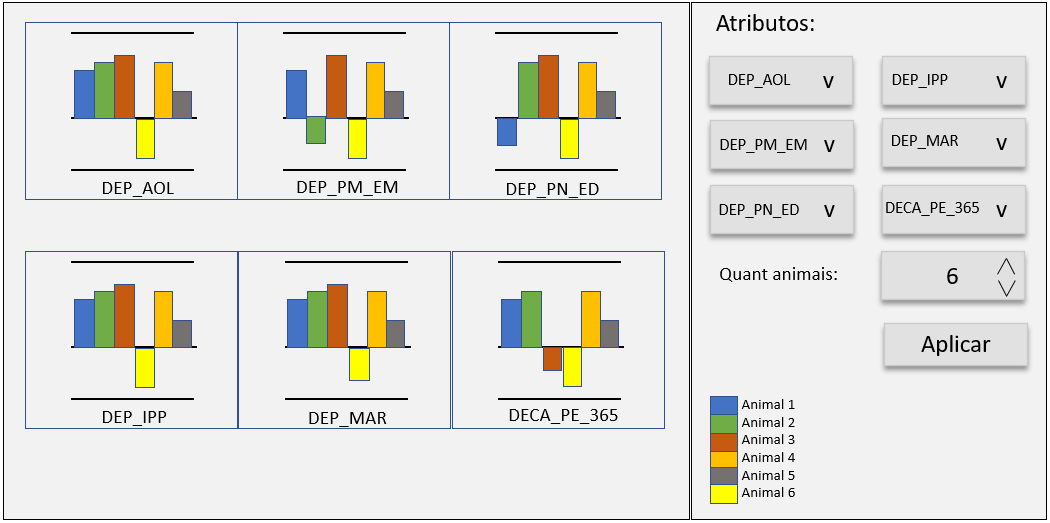 DEP_AOL
DEP_PM_EM
DEP_PN_ED
DEP_IPP
DEP_MAR
DECA_PE_365
Atributos:
DEP_AOL v
DEP_IPP v
DEP_PM_EM v
DEP_MAR v
DEP_PN_ED v
DECA_PE_365 v
Quant animais:
6
Aplicar
Animal 1
Animal 2
Animal 3
Animal 4
Animal 5
Animal 6